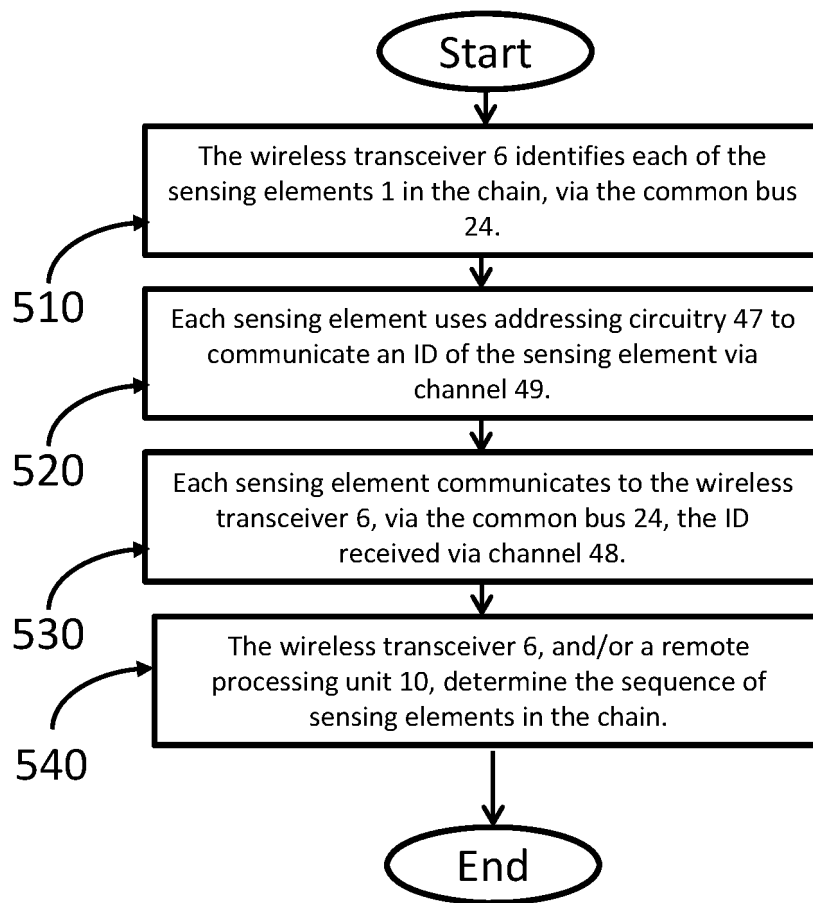 Start
The wireless transceiver 6 identifies each of the
sensing elements 1 in the chain, via the common bus
24.
510
Each sensing element uses addressing circuitry 47 to
communicate an ID of the sensing element via
channel 49.
520
Each sensing element communicates to the wireless
transceiver 6, via the common bus 24, the ID
received via channel 48.
530
The wireless transceiver 6, and/or a remote
processing unit 10, determine the sequence of
sensing elements in the chain.
540
End